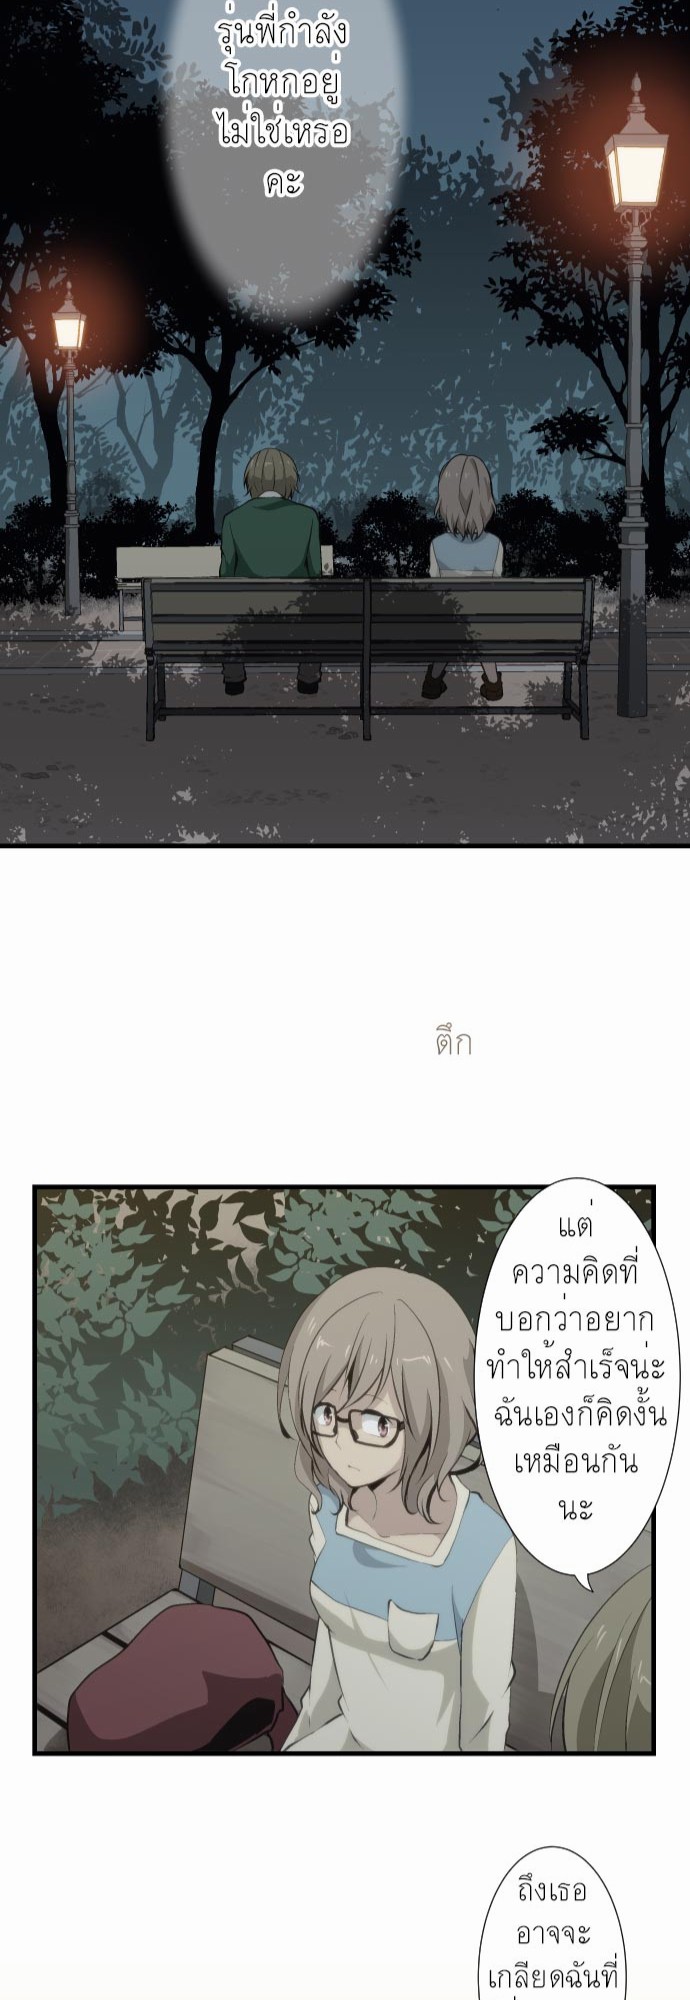 รุ่นพี่กำลัง
โกหกอยู่
ไม่ใช่เหรอ
คะ
ตึก
แต่
ความคิดที่
บอกว่าอยาก
ทำให้สำเร็จน่ะ
ฉันเองก็คิดงั้น
เหมือนกัน
นะ
ถึงเธอ
อาจจะ
เกลียดฉันที่